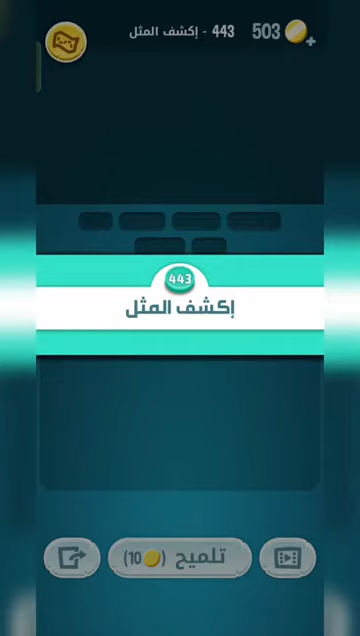 443 - إكشف المثل
503
443
إكشف المثل
تلميح (10)